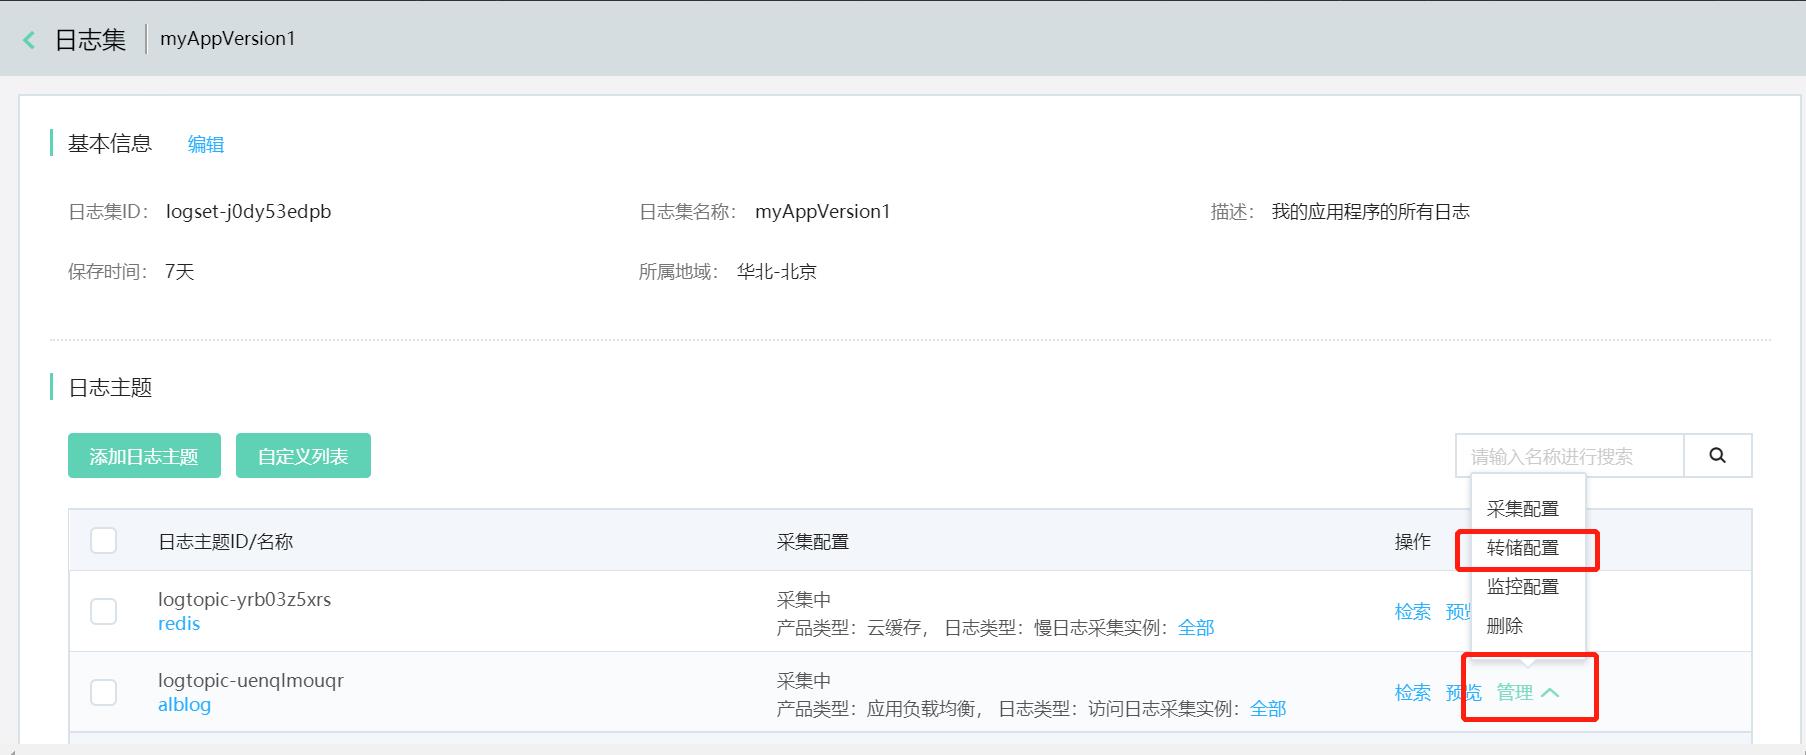 日志集 myAppVersion1
基本信息 编辑
日志集ID： logset-j0dy53edpb 日志集名称： myAppVersion1 描述： 我的应用程序的所有日志
保存时间： 7天 所属地域： 华北-北京
日志主题
添加日志主题 自定义列表 请输入名称进行搜索
采集配置
转储配置
监控配置
删除
日志主题ID/名称 采集配置 操作
logtopic-yrb03z5xrs 采集中
redis 产品类型：云缓存， 日志类型：慢日志采集实例：全部 检索 预览
logtopic-uenqlmouqr 采集中
alblog 产品类型：应用负载均衡， 日志类型：访问日志采集实例：全部 检索 预览 管理